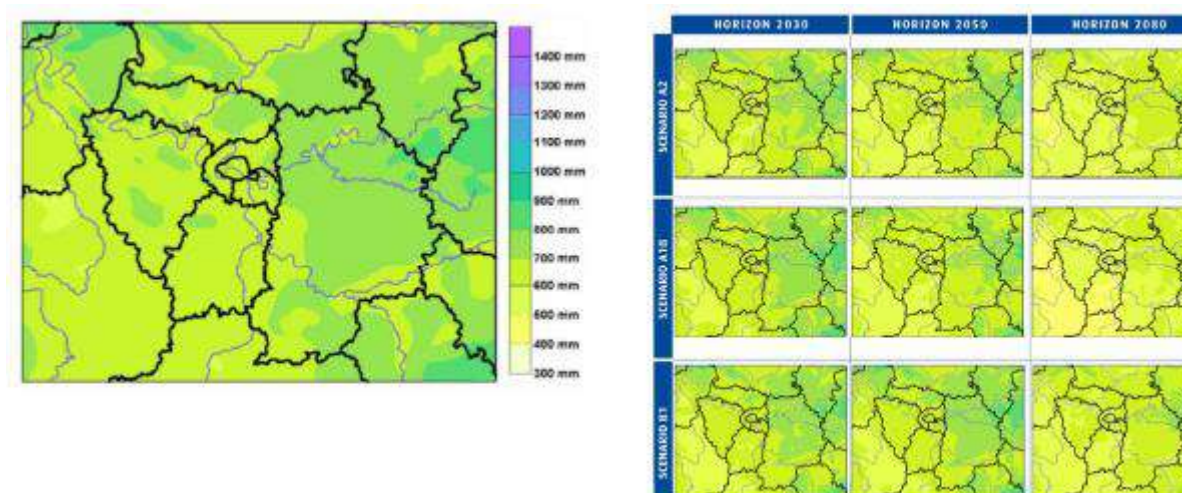 1400 mm
1300 mm
1200 mm
1100 mm
1000 mm
900 mm
800 mm
700 mm
600 mm
500 mm
400 mm
300 mm
HORIZON 2030
HORIZON 2050
HORIZON 2080
SCENARIO A2
SCENARIO A1B
SCENARIO B1